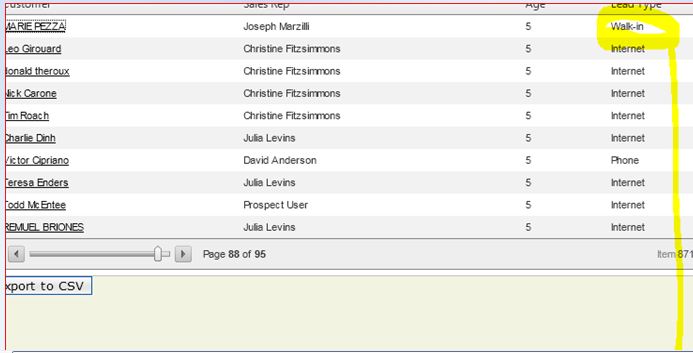 Customer Sales Rep Age Lead Type
MARIE PEZZA Joseph Marzilli 5 Walk-in
Leo Girouard Christine Fitzsimmons 5 Internet
donald theroux Christine Fitzsimmons 5 Internet
Nick Carone Christine Fitzsimmons 5 Internet
Tim Roach Christine Fitzsimmons 5 Internet
Charlie Dinh Julia Levins 5 Internet
Victor Cipriano David Anderson 5 Phone
Teresa Enders Julia Levins 5 Internet
Todd McEntee Prospect User 5 Internet
REMUEL BRIONES Julia Levins 5 Internet
Page 88 of 95 Item 871
xport to CSV